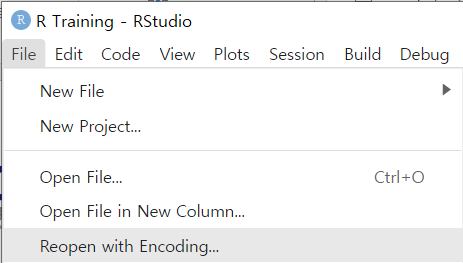 R R Training - RStudio
File Edit Code View Plots Session Build Debug
New File
New Project...
Open File... Ctrl+O
Open File in New Column...
Reopen with Encoding...